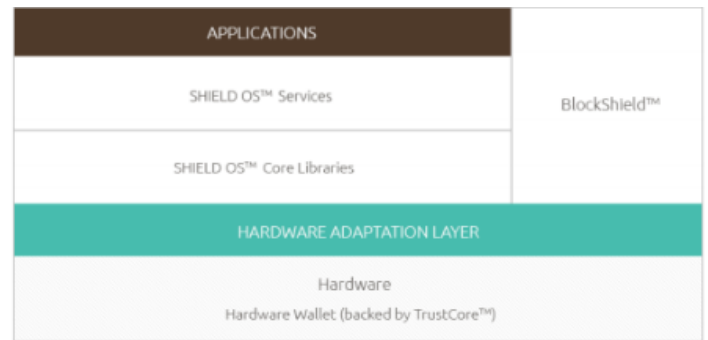 APPLICATIONS
SHIELD OS™ Services
BlockShield™
SHIELD OS™ Core Libraries
HARDWARE ADAPTATION LAYER
Hardware
Hardware Wallet (backed by TrustCore™)